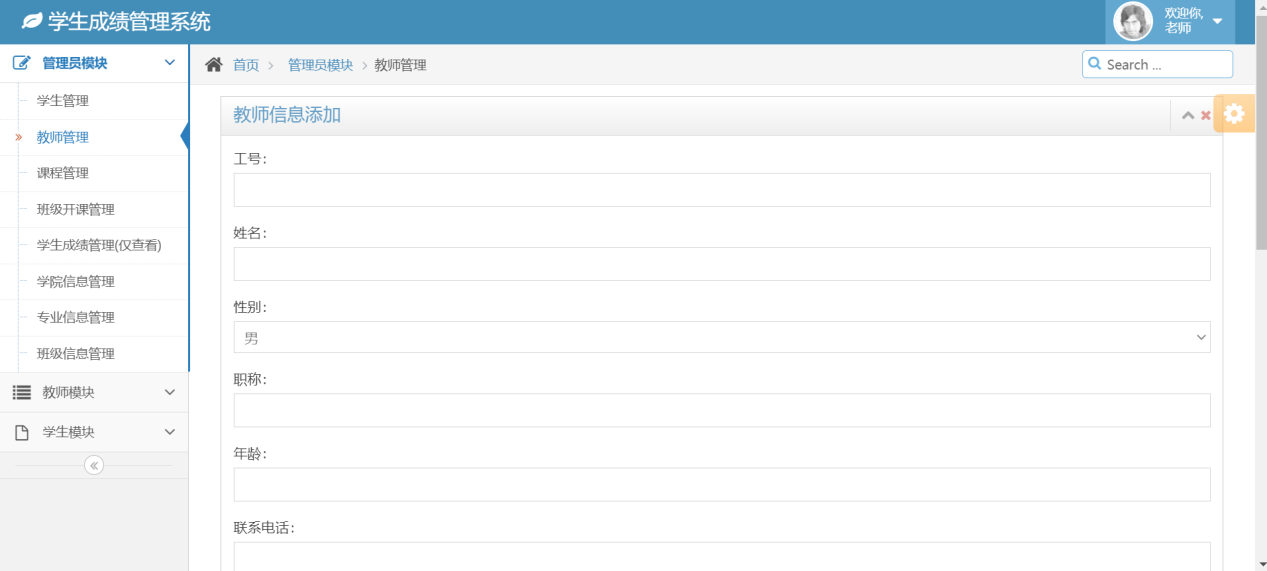 学生成绩管理系统
欢迎你,
老师
管理员模块
学生管理
教师管理
课程管理
班级开课管理
学生成绩管理(仅查看)
学院信息管理
专业信息管理
班级信息管理
教师模块
学生模块
首页 > 管理员模块 > 教师管理
Search ...
教师信息添加
工号:
姓名:
性别:
男
职称:
年龄:
联系电话: